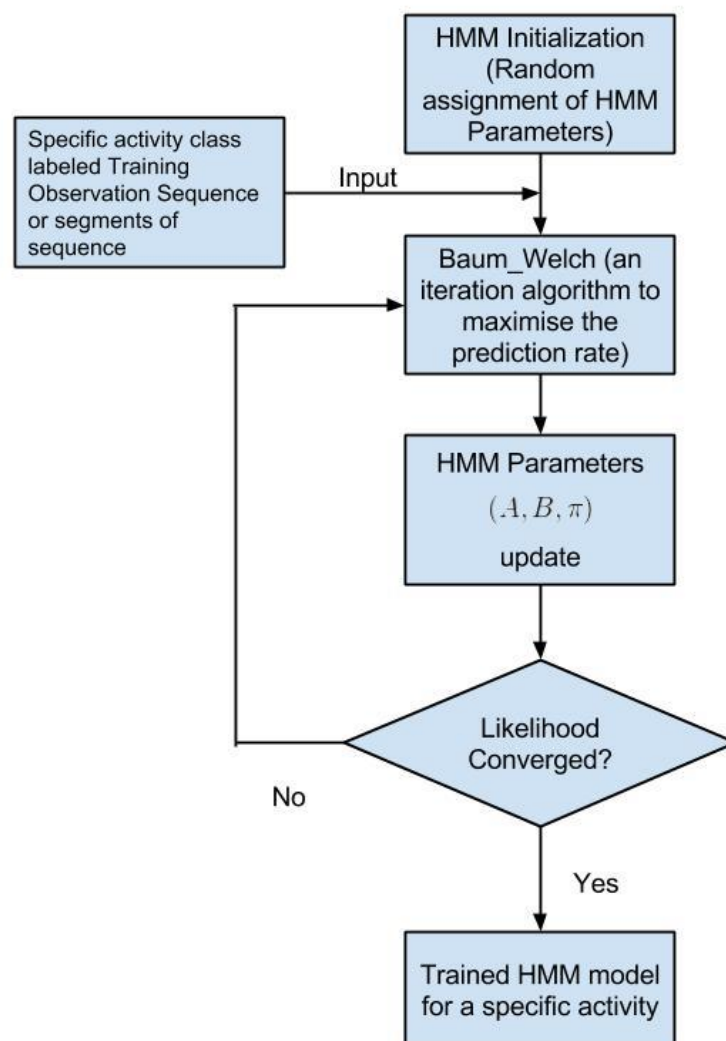 HMM Initialization
(Random
assignment of HMM
Parameters)
Specific activity class
labeled Training
Observation Sequence
or segments of
sequence
Input
Baum_Welch (an
iteration algorithm to
maximise the
prediction rate)
HMM Parameters
(A, B, π)
update
Likelihood
Converged?
No
Yes
Trained HMM model
for a specific activity